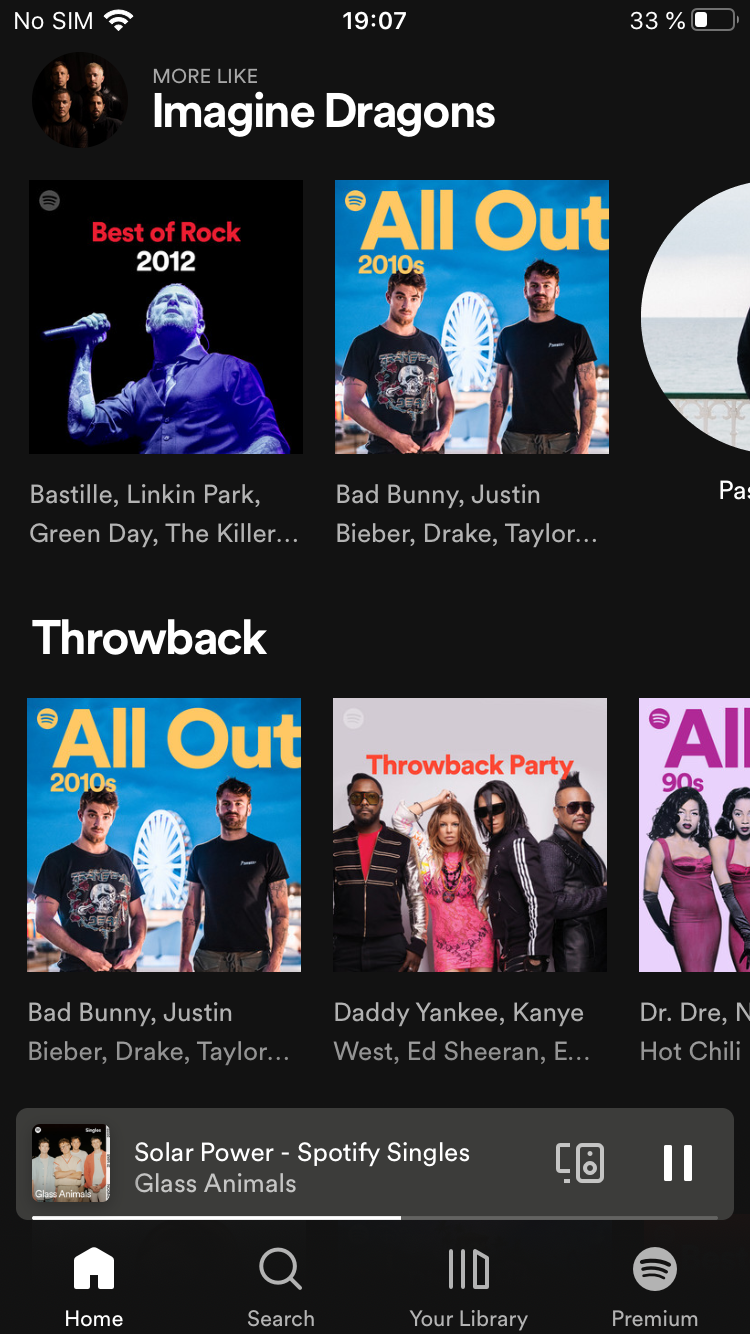 No SIM 19:07 33 %
MORE LIKE
Imagine Dragons
Best of Rock
2012
All Out
2010s
Bastille, Linkin Park,
Green Day, The Killer...
Bad Bunny, Justin
Bieber, Drake, Taylor...
Pas
Throwback
All Out
2010s
Throwback Party
All
90s
Bad Bunny, Justin
Bieber, Drake, Taylor...
Daddy Yankee, Kanye
West, Ed Sheeran, E...
Dr. Dre, N
Hot Chili
Singles
Glass Animals
Solar Power - Spotify Singles
Glass Animals
Home
Search
Your Library
Premium